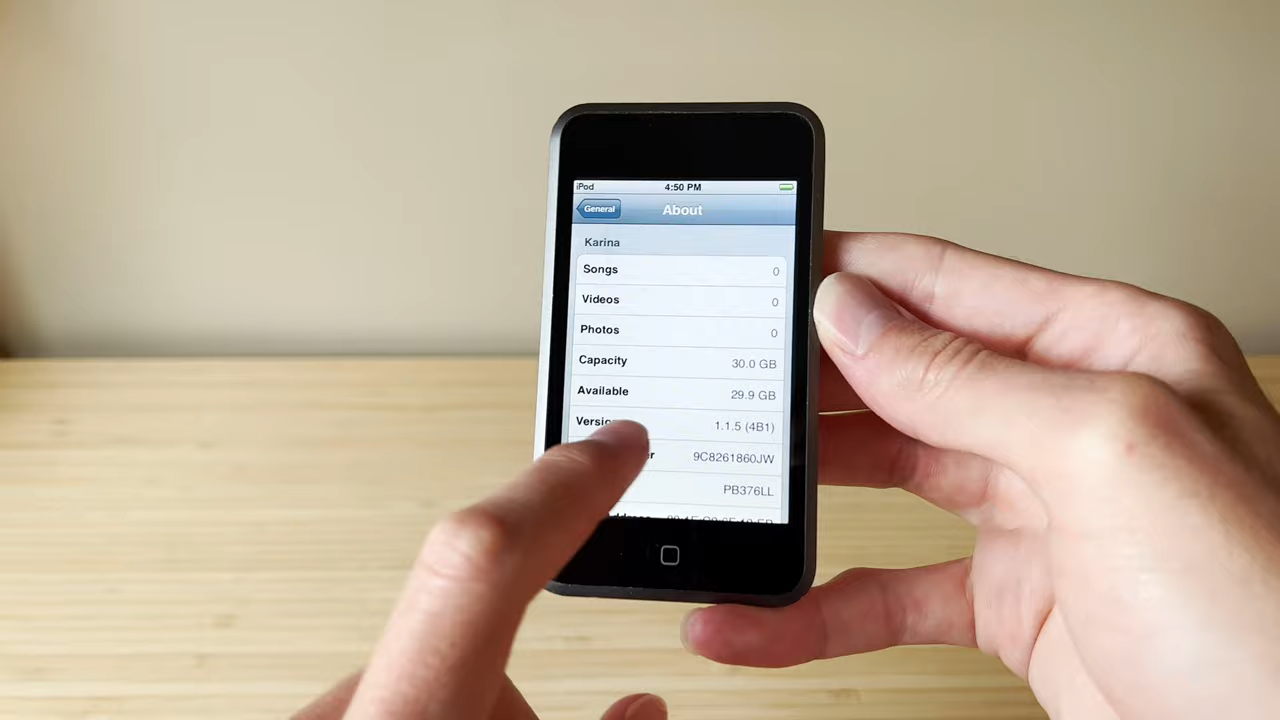 iPod 4:50 PM
General About
Karina
Songs 0
Videos 0
Photos 0
Capacity 30.0 GB
Available 29.9 GB
1.1.5 (4B1)
9C8261860JW
PB376LL